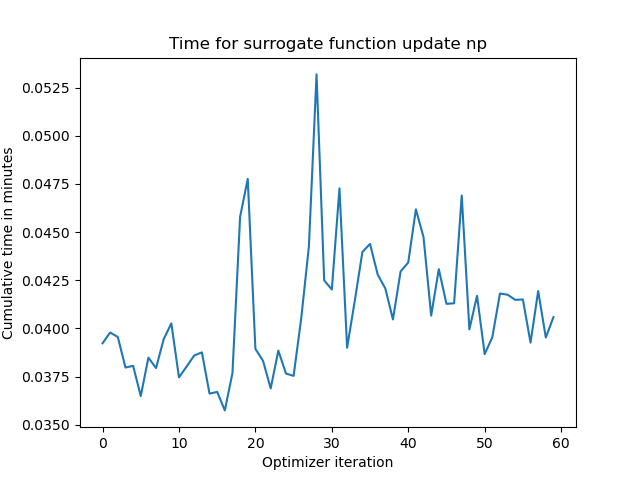 Time for surrogate function update np
Cumulative time in minutes
0.0525
0.0500
0.0475
0.0450
0.0425
0.0400
0.0375
0.0350
0 10 20 30 40 50 60
Optimizer iteration